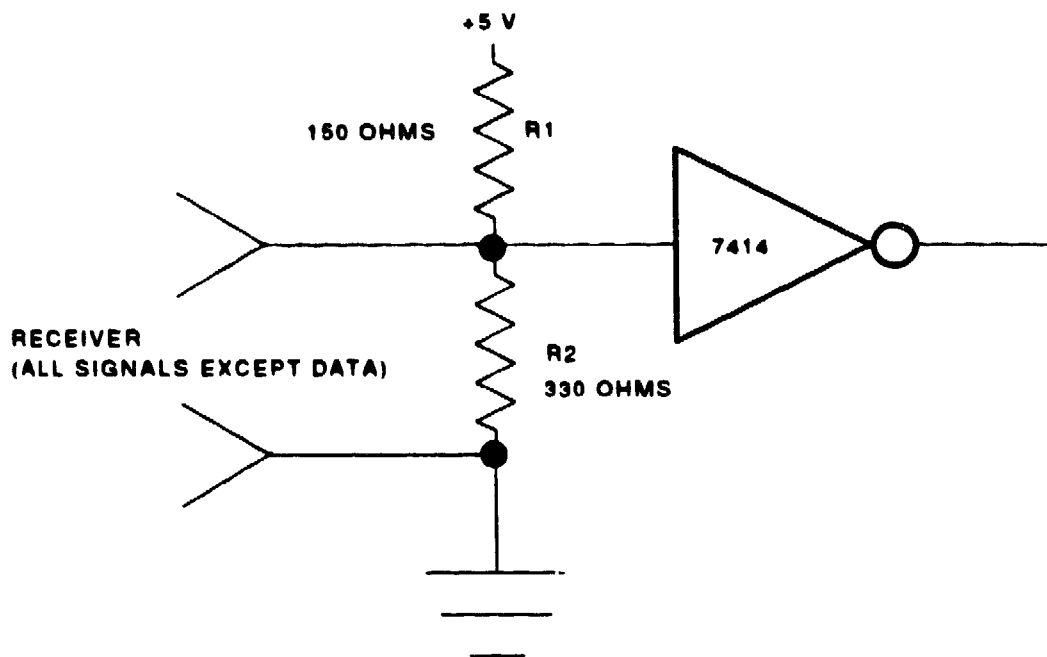 +5 V
150 OHMS
R1
7414
RECEIVER
(ALL SIGNALS EXCEPT DATA)
R2
330 OHMS